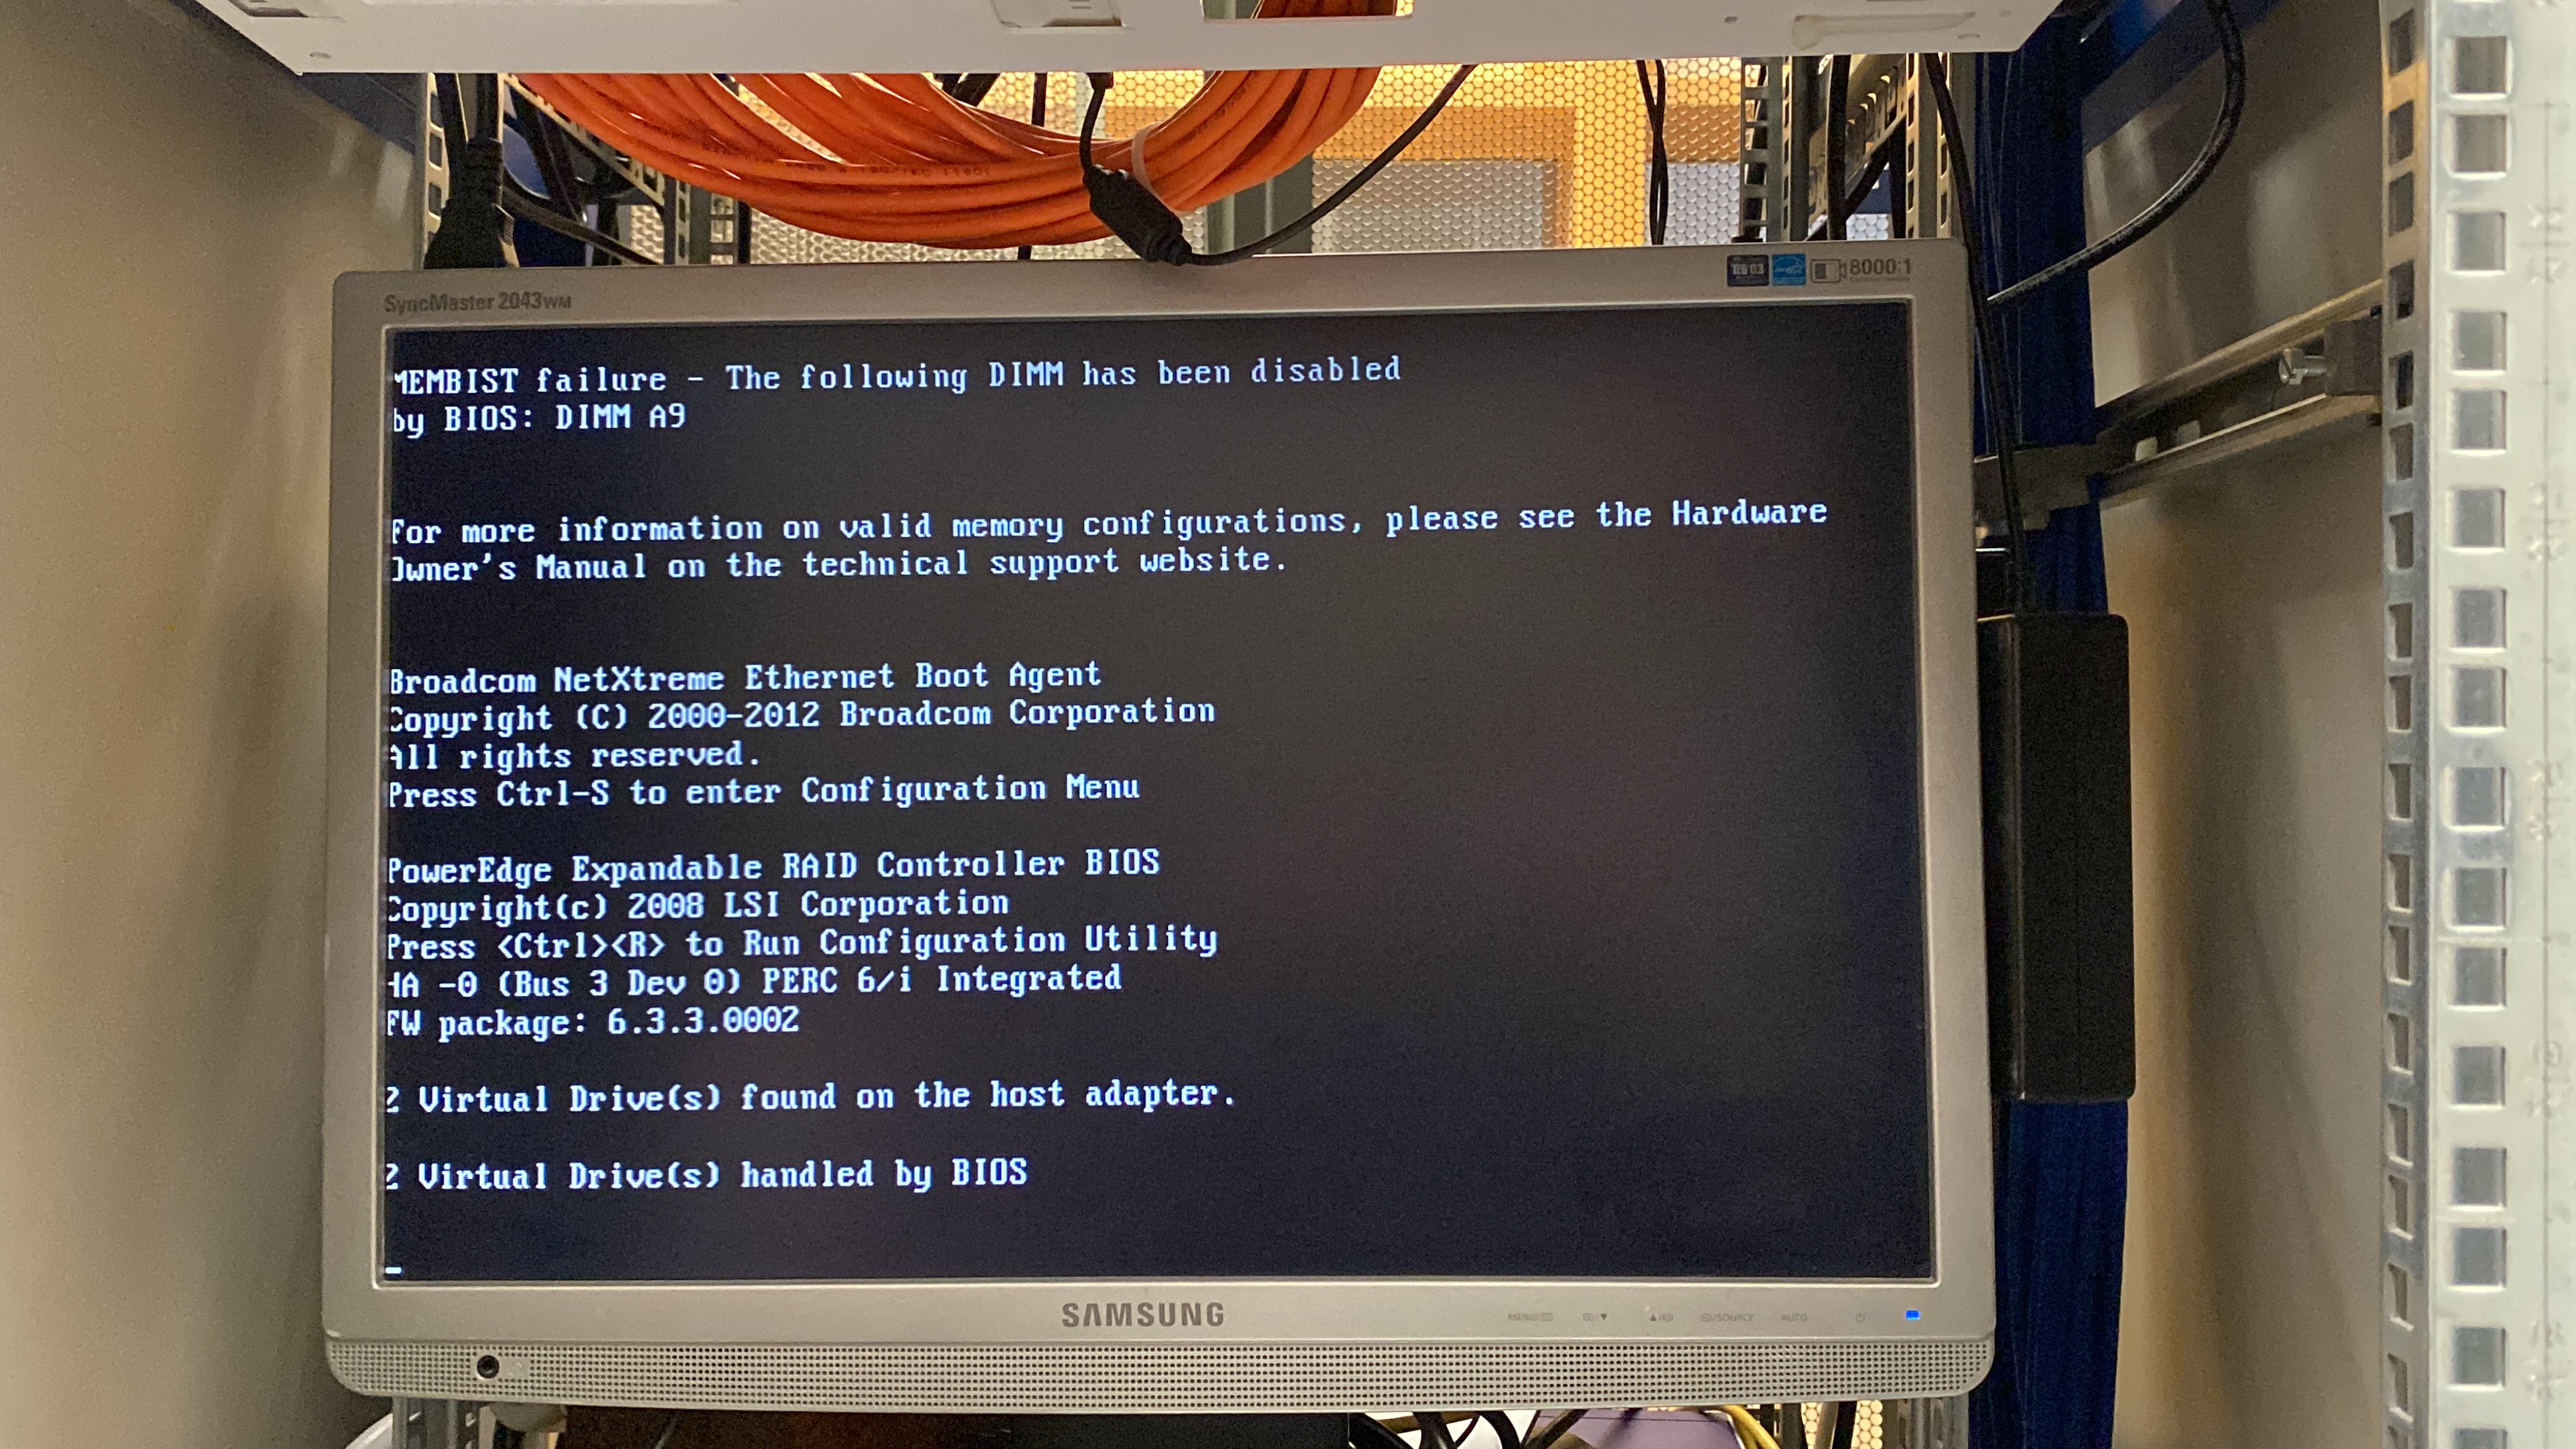 SyncMaster 2043WM
8000:1
MEMBIST failure - The following DIMM has been disabled
by BIOS: DIMM A9
For more information on valid memory configurations, please see the Hardware
Owner's Manual on the technical support website.
Broadcom NetXtreme Ethernet Boot Agent
Copyright (C) 2000-2012 Broadcom Corporation
All rights reserved.
Press Ctrl-S to enter Configuration Menu
PowerEdge Expandable RAID Controller BIOS
Copyright(c) 2008 LSI Corporation
Press <Ctrl><R> to Run Configuration Utility
HA -0 (Bus 3 Dev 0) PERC 6/i Integrated
FW package: 6.3.3.0002
2 Virtual Drive(s) found on the host adapter.
2 Virtual Drive(s) handled by BIOS
_
SAMSUNG
MENU /SOURCE AUTO